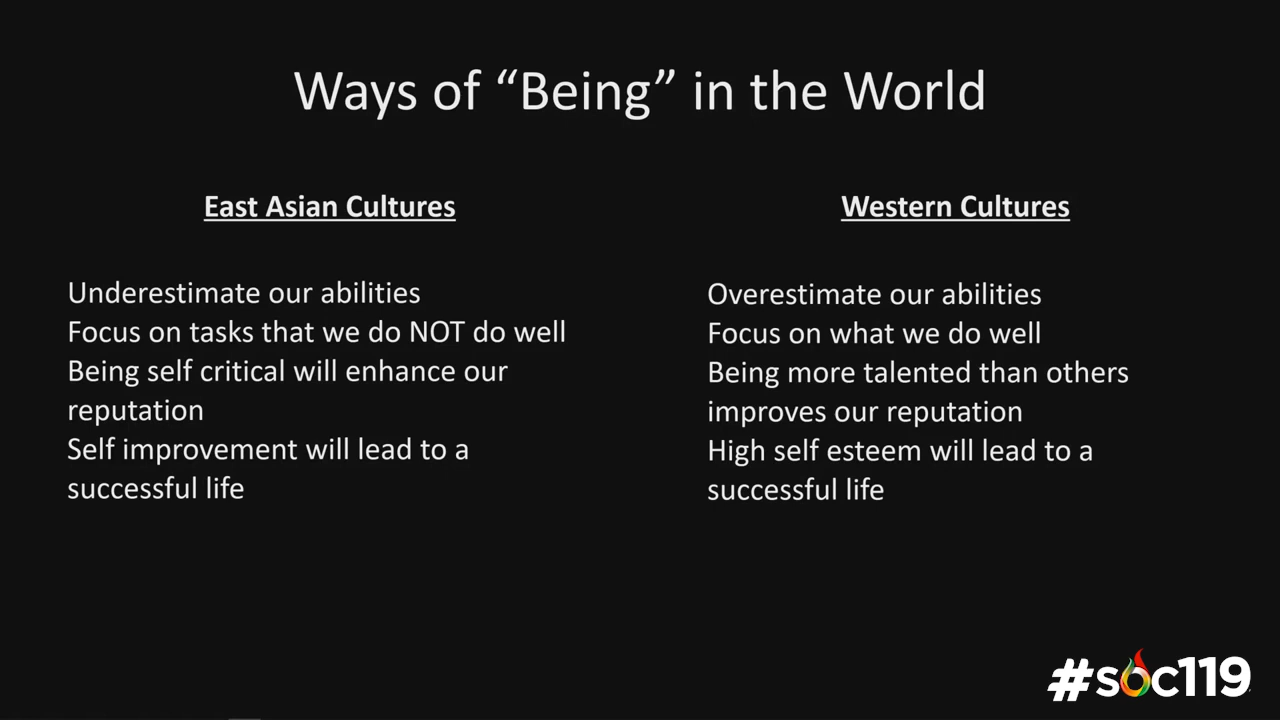 Ways of “Being” in the World
East Asian Cultures
Underestimate our abilities
Focus on tasks that we do NOT do well
Being self critical will enhance our
reputation
Self improvement will lead to a
successful life
Western Cultures
Overestimate our abilities
Focus on what we do well
Being more talented than others
improves our reputation
High self esteem will lead to a
successful life
#soc119